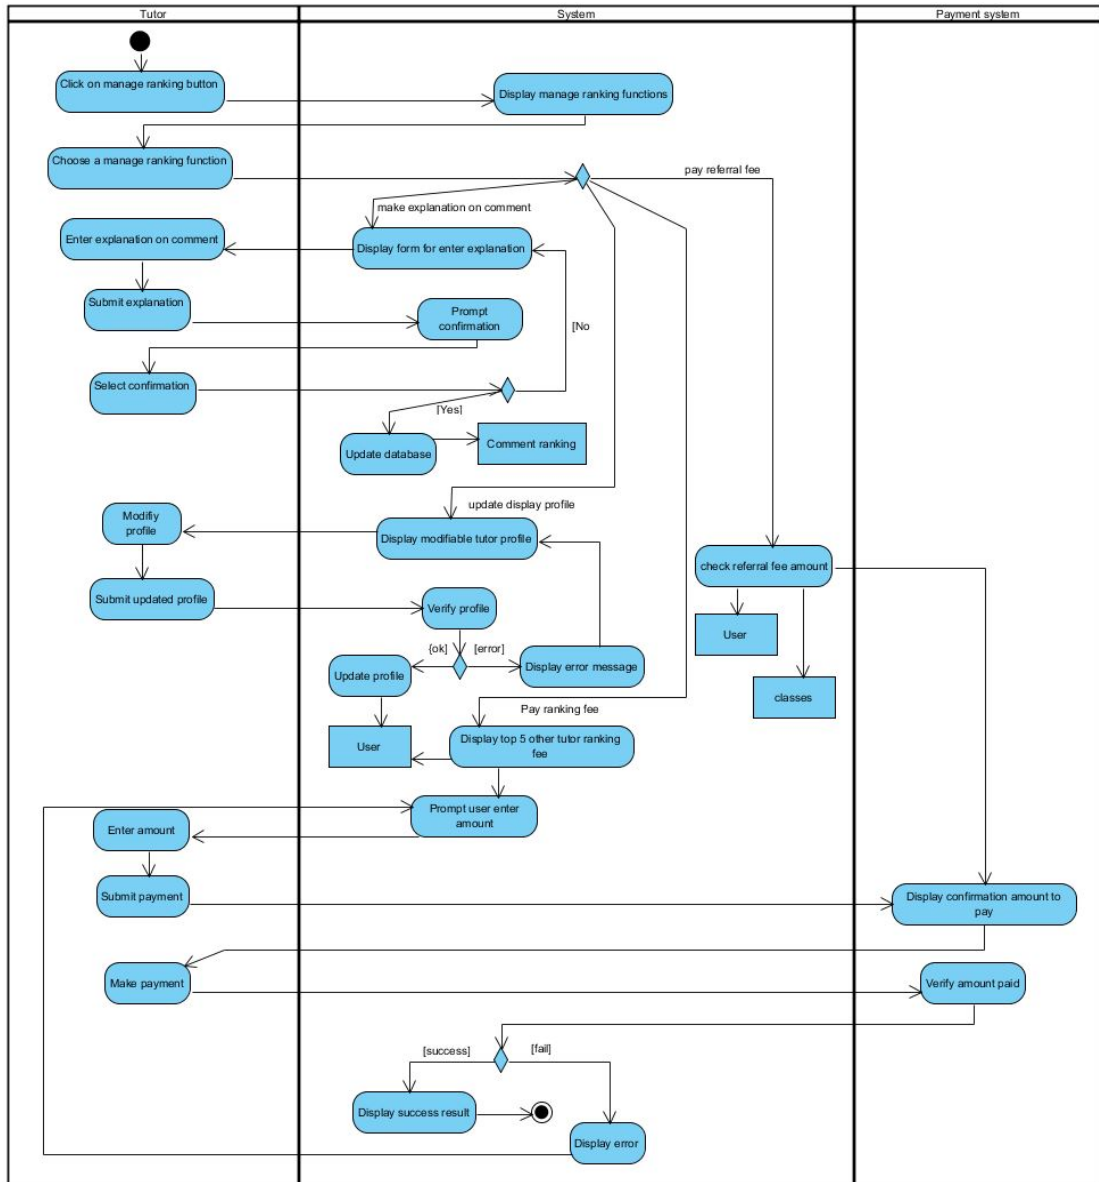 Tutor
System
Payment system
Click on manage ranking button
Display manage ranking functions
Choose a manage ranking function
pay referral fee
make explanation on comment
Enter explanation on comment
Display form for enter explanation
Submit explanation
Prompt
confirmation
[No
Select confirmation
[Yes]
Update database
Comment ranking
update display profile
Modifiy
profile
Display modifiable tutor profile
check referral fee amount
Submit updated profile
Verify profile
User
{ok]
[error]
Update profile
Display error message
classes
Pay ranking fee
User
Display top 5 other tutor ranking
fee
Prompt user enter
amount
Enter amount
Submit payment
Display confirmation amount to
pay
Make payment
Verify amount paid
[success]
[fail]
Display success result
Display error